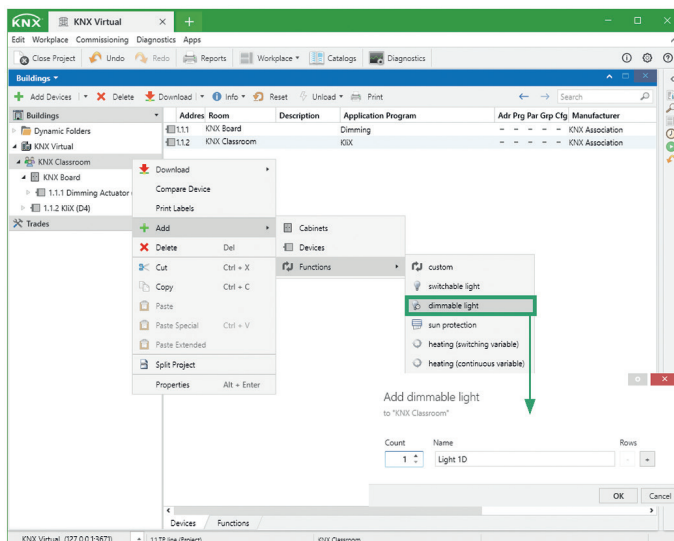 KNX KNX Virtual × +
Edit Workplace Commissioning Diagnostics Apps
Close Project Undo Redo Reports Workplace Catalogs Diagnostics
Buildings
Add Devices Delete Download Info Reset Unload Print Search
Buildings
Addres Room Description Application Program Adr Prg Par Grp Cfg Manufacturer
Dynamic Folders
1.1.1 KNX Board Dimming - - - - - KNX Association
KNX Virtual
1.1.2 KNX Classroom KliX - - - - - KNX Association
KNX Classroom
KNX Board
1.1.1 Dimming Actuator
1.1.2 KliX (D4)
Trades
Download
Compare Device
Print Labels
Add
Delete Del
Cut Ctrl + X
Copy Ctrl + C
Paste
Paste Special Ctrl + V
Paste Extended
Split Project
Properties Alt + Enter
Cabinets
Devices
Functions
custom
switchable light
dimmable light
sun protection
heating (switching variable)
heating (continuous variable)
Add dimmable light
to "KNX Classroom"
Count Name Rows
1 Light 1D - +
OK Cancel
Devices Functions
KNX Virtual (127.0.0.1:3671) 1.1 TP line (Project) KNX Classroom